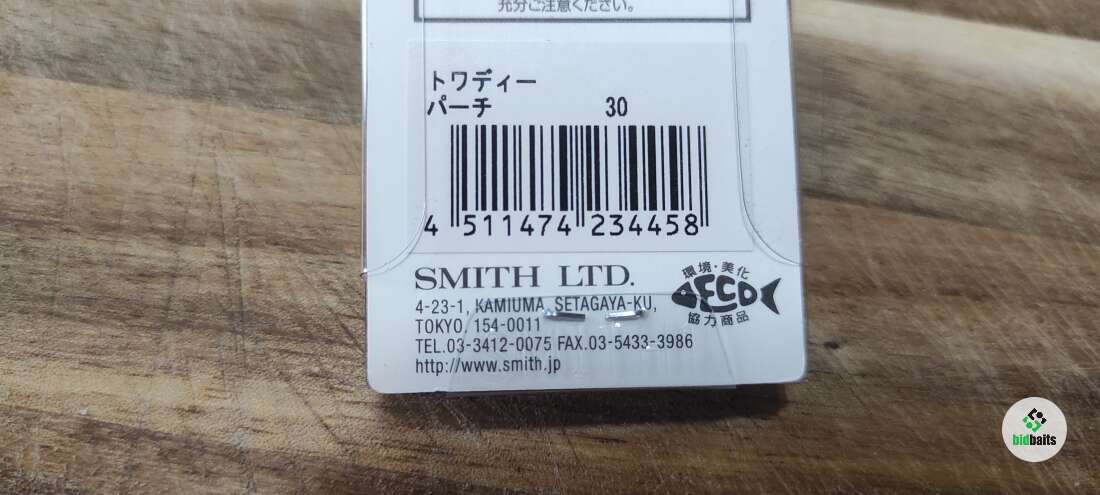 充分ご注意ください。
トワディー
パーチ 30
4 511474 234458
SMITH LTD.
環境・美化
ECO
協力商品
4-23-1, KAMIUMA, SETAGAYA-KU,
TOKYO, 154-0011
TEL.03-3412-0075 FAX.03-5433-3986
http://www.smith.jp
bidbaits